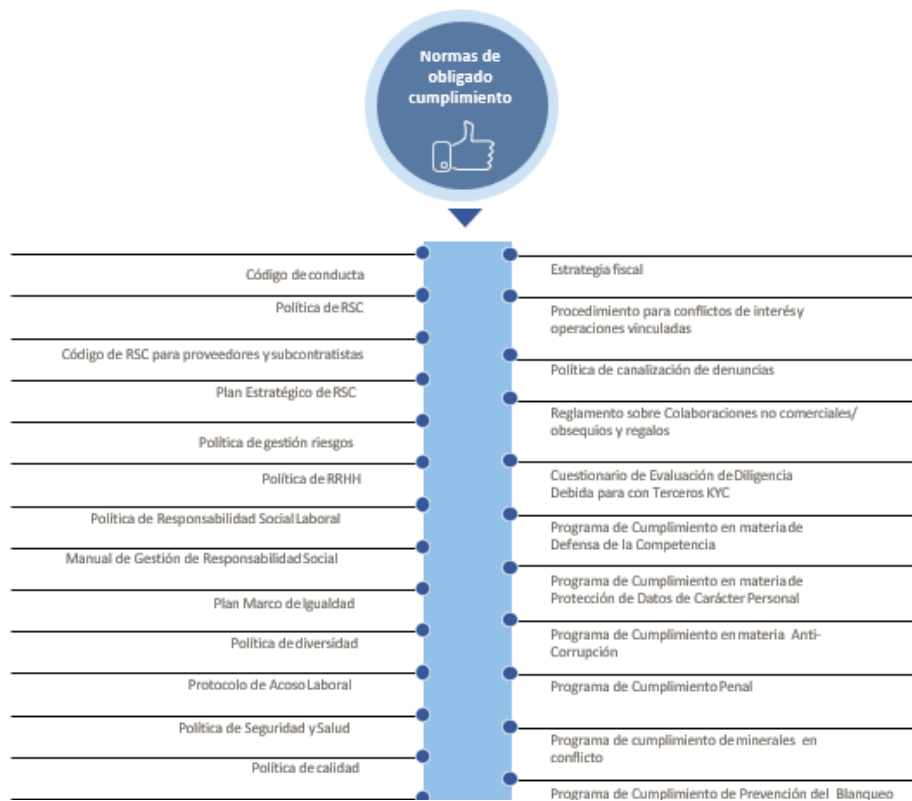 Normas de
obligado
cumplimiento
Código de conducta
Política de RSC
Código de RSC para proveedores y subcontratistas
Plan Estratégico de RSC
Política de gestión riesgos
Política de RRHH
Política de Responsabilidad Social Laboral
Manual de Gestión de Responsabilidad Social
Plan Marco de Igualdad
Política de diversidad
Protocolo de Acoso Laboral
Política de Seguridad y Salud
Política de calidad
Estrategia fiscal
Procedimiento para conflictos de interés y
operaciones vinculadas
Política de canalización de denuncias
Reglamento sobre Colaboraciones no comerciales/
obsequios y regalos
Cuestionario de Evaluación de Diligencia
Debida para con Terceros KYC
Programa de Cumplimiento en materia de
Defensa de la Competencia
Programa de Cumplimiento en materia de
Protección de Datos de Carácter Personal
Programa de Cumplimiento en materia Anti-
Corrupción
Programa de Cumplimiento Penal
Programa de cumplimiento de minerales en
conflicto
Programa de Cumplimiento de Prevención del Blanqueo